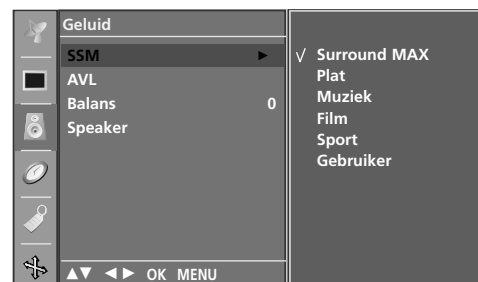 Geluid
SSM ►
AVL
Balans 0
Speaker
▲▼ ◄► OK MENU
√ Surround MAX
Plat
Muziek
Film
Sport
Gebruiker